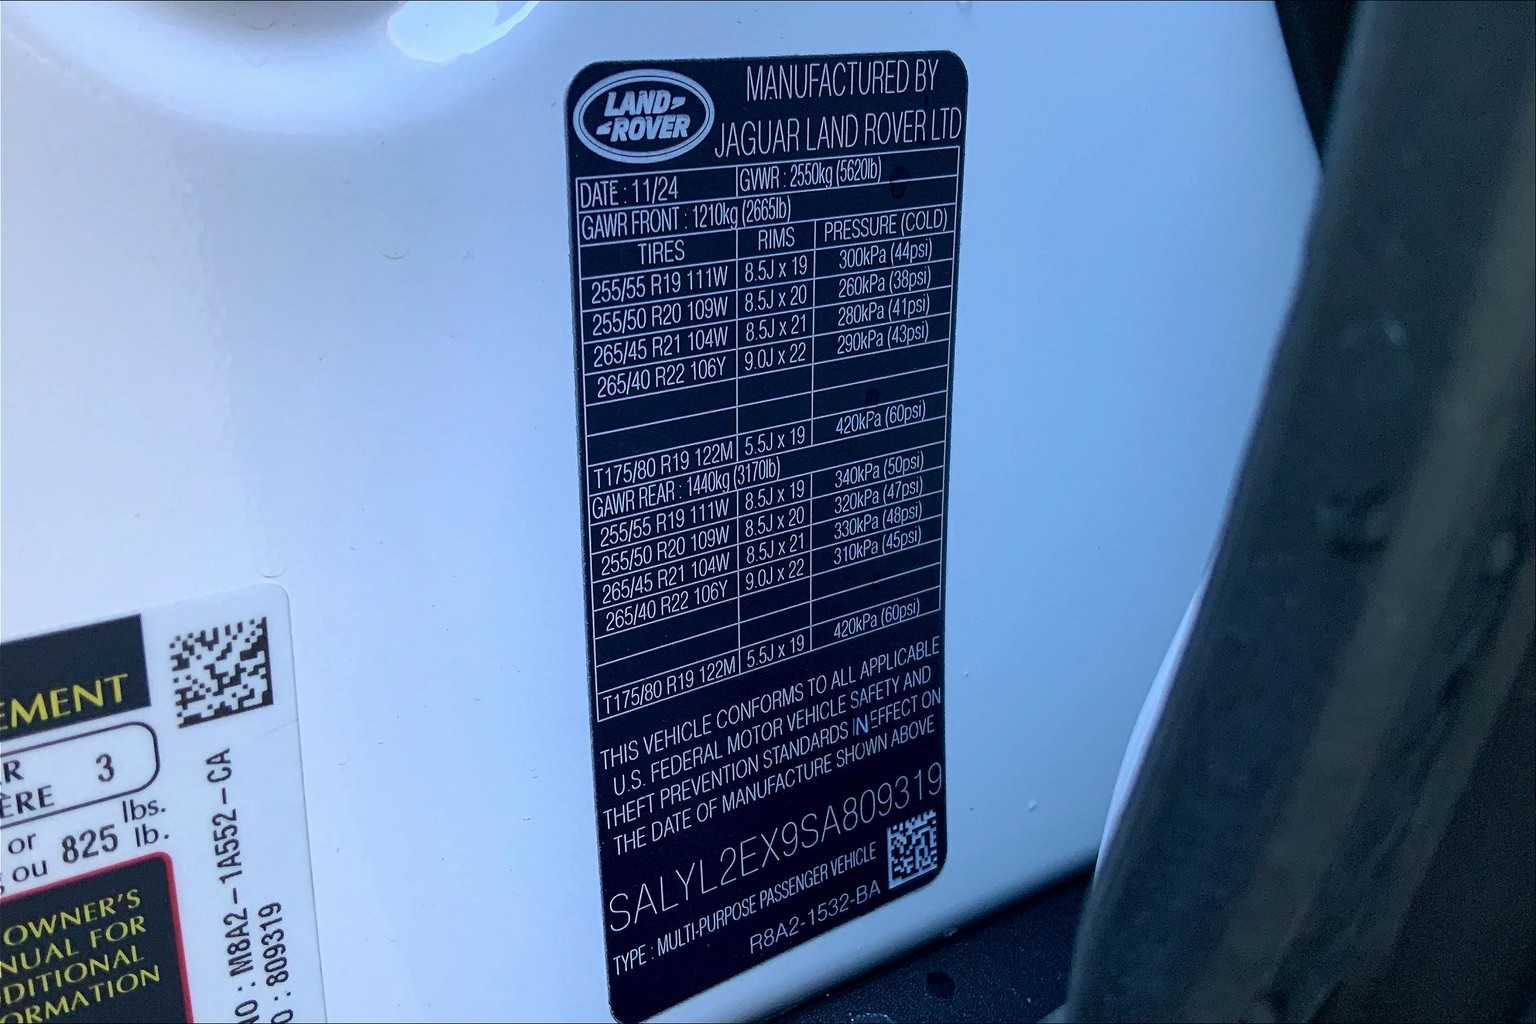 LAND-
-ROVER
MANUFACTURED BY
JAGUAR LAND ROVER LTD
DATE : 11/24 GVWR : 2550kg (5620lb)
GAWR FRONT : 1210kg (2665lb)
TIRES RIMS PRESSURE (COLD)
255/55 R19 111W 8.5J x 19 300kPa (44psi)
255/50 R20 109W 8.5J x 20 260kPa (38psi)
265/45 R21 104W 8.5J x 21 280kPa (41psi)
265/40 R22 106Y 9.0J x 22 290kPa (43psi)
T175/80 R19 122M 5.5J x 19 420kPa (60psi)
GAWR REAR : 1440kg (3170lb)
255/55 R19 111W 8.5J x 19 340kPa (50psi)
255/50 R20 109W 8.5J x 20 320kPa (47psi)
265/45 R21 104W 8.5J x 21 330kPa (48psi)
265/40 R22 106Y 9.0J x 22 310kPa (45psi)
T175/80 R19 122M 5.5J x 19 420kPa (60psi)
THIS VEHICLE CONFORMS TO ALL APPLICABLE
U.S. FEDERAL MOTOR VEHICLE SAFETY AND
THEFT PREVENTION STANDARDS IN EFFECT ON
THE DATE OF MANUFACTURE SHOWN ABOVE
SALYL2EX9SA809319
TYPE : MULTI-PURPOSE PASSENGER VEHICLE
R8A2-1532-BA
EMENT
R 3
ERE
lbs.
or 825 lb.
ou
OWNER'S
NUAL FOR
DITIONAL
ORMATION
NO : M8A2-1A552-CA
O : 809319